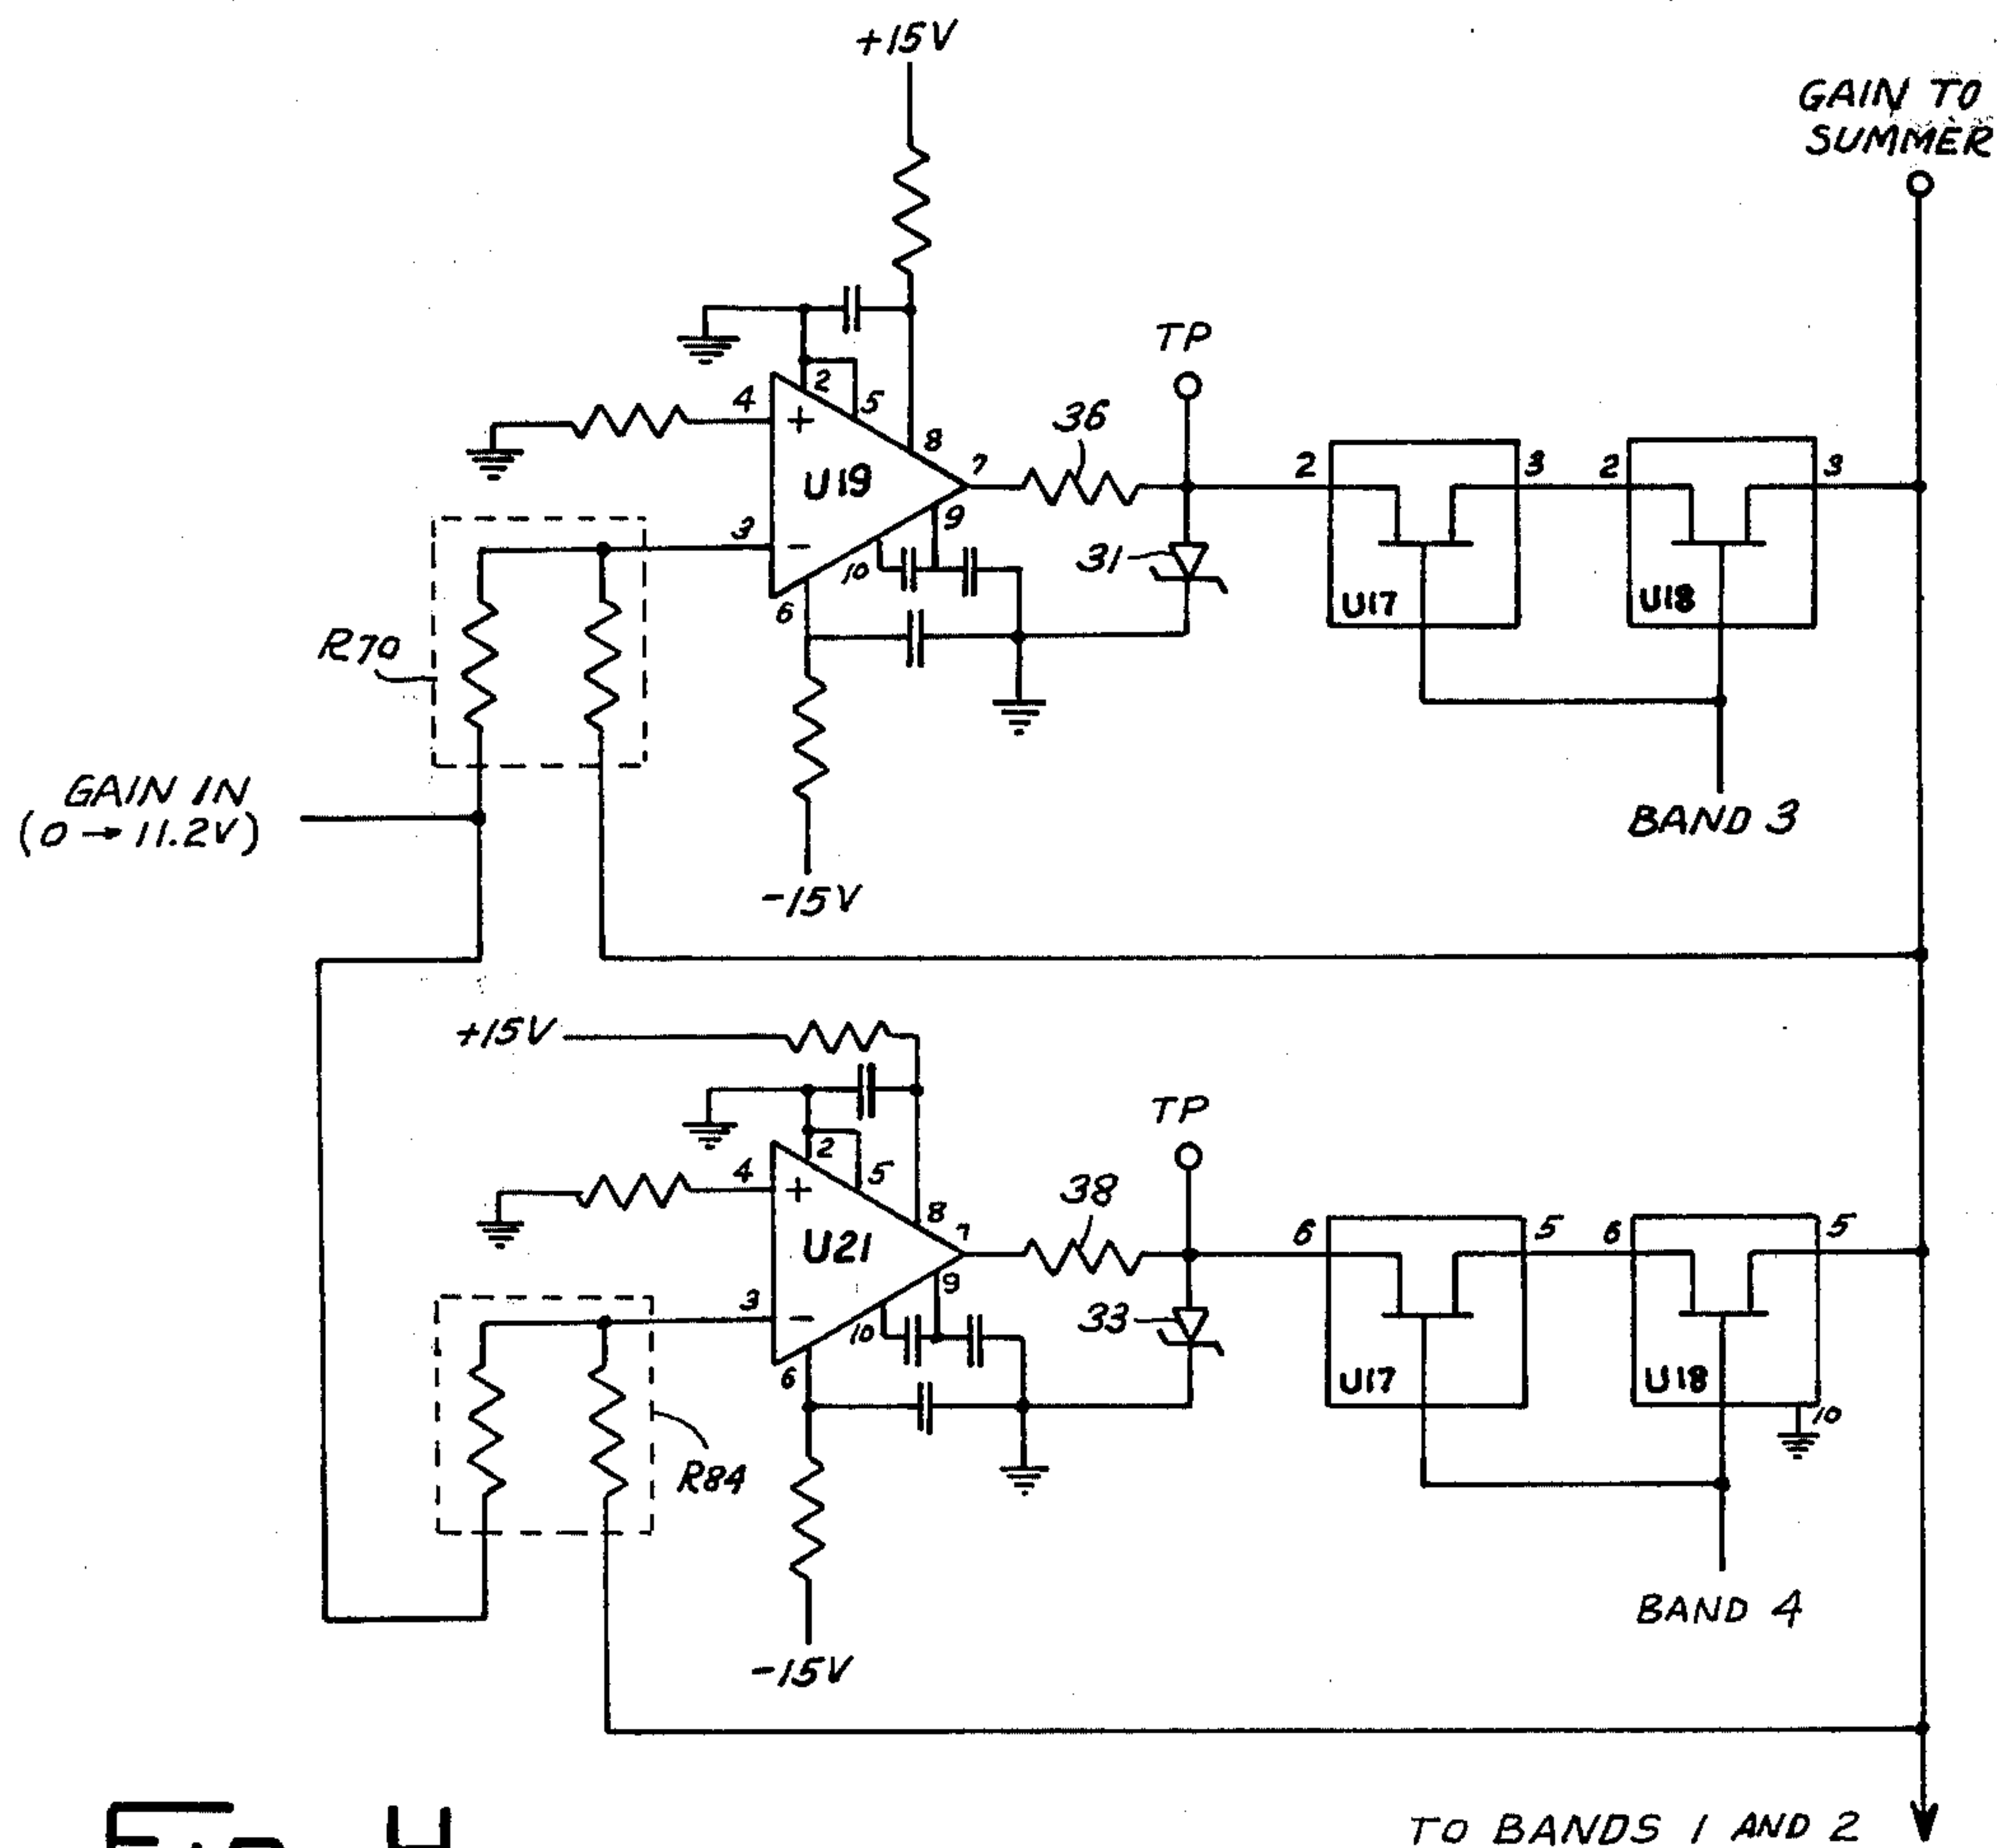 +15V
GAIN TO
SUMMER
TP
2
5
4
+
8
36
U19
7
2
3
2
3
3
−
9
31
10
U17
U18
6
R70
GAIN IN
(0 → 11.2V)
BAND 3
-15V
+15V
TP
2
5
4
+
8
38
U21
7
6
5
6
5
9
3
−
33
10
6
U17
U18
10
R84
BAND 4
-15V
TO BANDS 1 AND 2